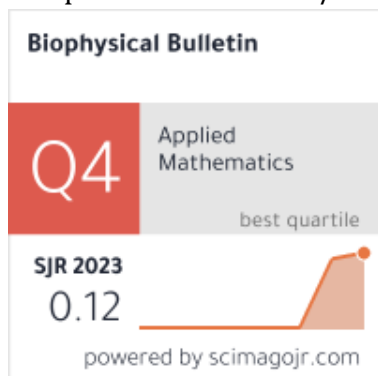 Biophysical Bulletin
Q4
Applied
Mathematics
best quartile
SJR 2023
0.12
powered by scimagojr.com